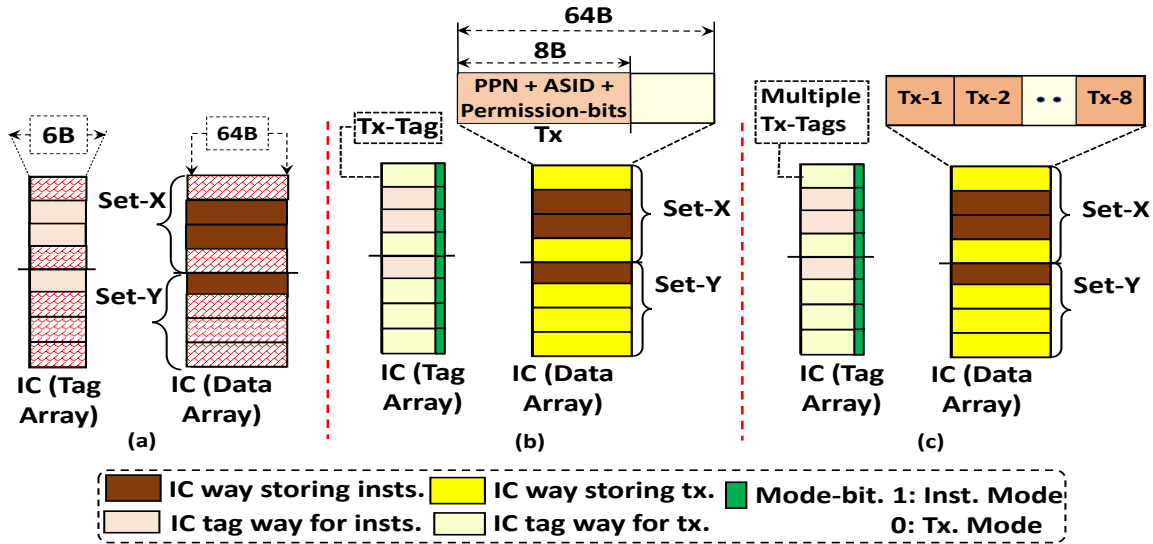 6B
64B
Set-X
Set-Y
IC (Tag
Array)
IC (Data
Array)
(a)
64B
8B
PPN + ASID +
Permission-bits
Tx
Tx-Tag
Set-X
Set-Y
IC (Tag
Array)
IC (Data
Array)
(b)
Multiple
Tx-Tags
Tx-1
Tx-2
Tx-8
Set-X
Set-Y
IC (Tag
Array)
IC (Data
Array)
(c)
IC way storing insts.
IC way storing tx.
Mode-bit. 1: Inst. Mode
IC tag way for insts.
IC tag way for tx.
0: Tx. Mode